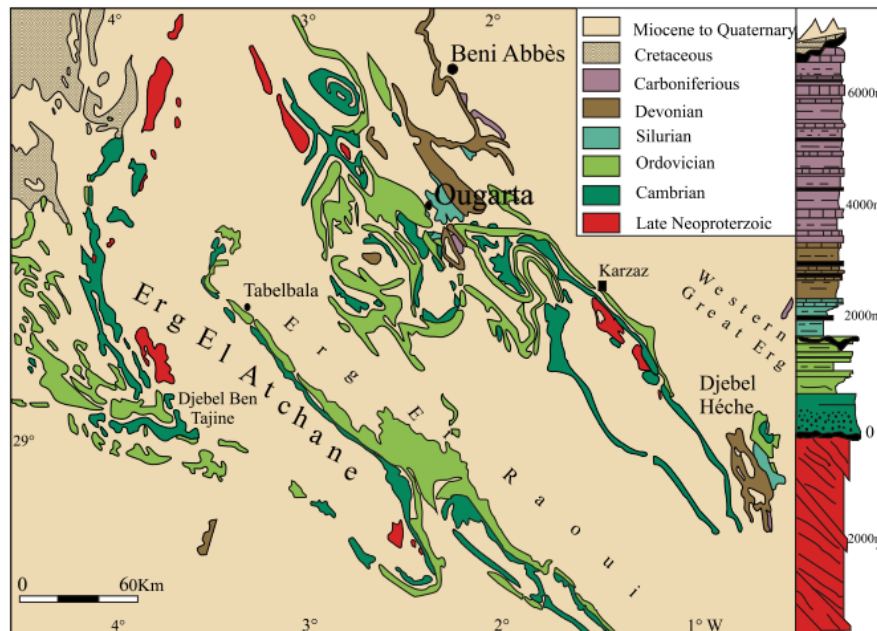 4°
3°
2°
Beni Abbès
Ougarta
Tabelbala
Karzaz
Erg El Atchane
Erg Er Raoui
Western
Great Erg
Djebel
Héche
Djebel Ben
Tajine
29°
0 60Km
4°
3°
2°
1° W
Miocene to Quaternary
Cretaceous
Carboniferious
Devonian
Silurian
Ordovician
Cambrian
Late Neoproterzoic
6000m
4000m
2000m
0
2000m